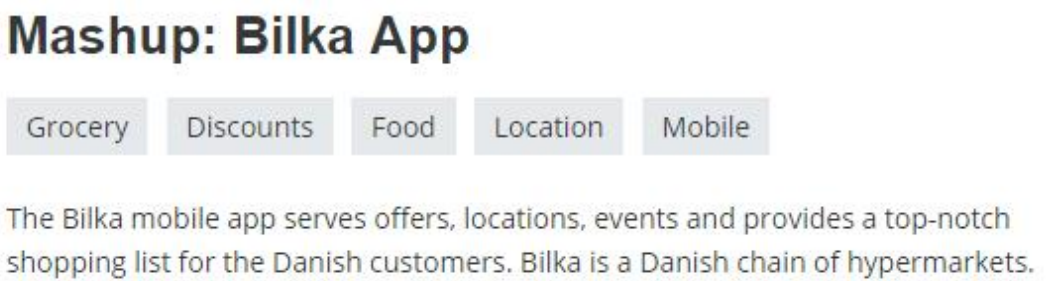 Mashup: Bilka App
Grocery Discounts Food Location Mobile
The Bilka mobile app serves offers, locations, events and provides a top-notch
shopping list for the Danish customers. Bilka is a Danish chain of hypermarkets.